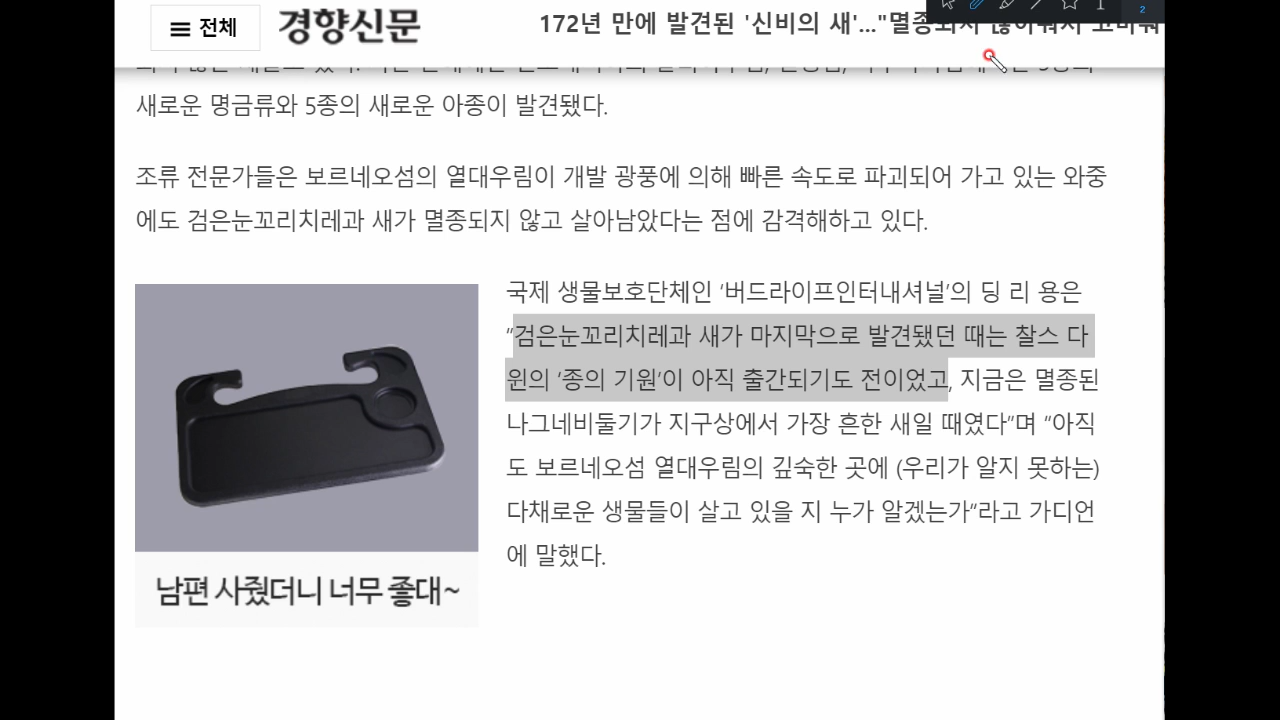 전체
경향신문
172년 만에 발견된 '신비의 새'..."멸종되지 않아줘서 고마워
새로운 명금류와 5종의 새로운 아종이 발견됐다.
조류 전문가들은 보르네오섬의 열대우림이 개발 광풍에 의해 빠른 속도로 파괴되어 가고 있는 와중
에도 검은눈꼬리치레과 새가 멸종되지 않고 살아남았다는 점에 감격해하고 있다.
국제 생물보호단체인 ‘버드라이프인터내셔널’의 딩 리 용은
“검은눈꼬리치레과 새가 마지막으로 발견됐던 때는 찰스 다
윈의 ‘종의 기원’이 아직 출간되기도 전이었고, 지금은 멸종된
나그네비둘기가 지구상에서 가장 흔한 새일 때였다”며 “아직
도 보르네오섬 열대우림의 깊숙한 곳에 (우리가 알지 못하는)
다채로운 생물들이 살고 있을 지 누가 알겠는가“라고 가디언
에 말했다.
남편 사줬더니 너무 좋대~